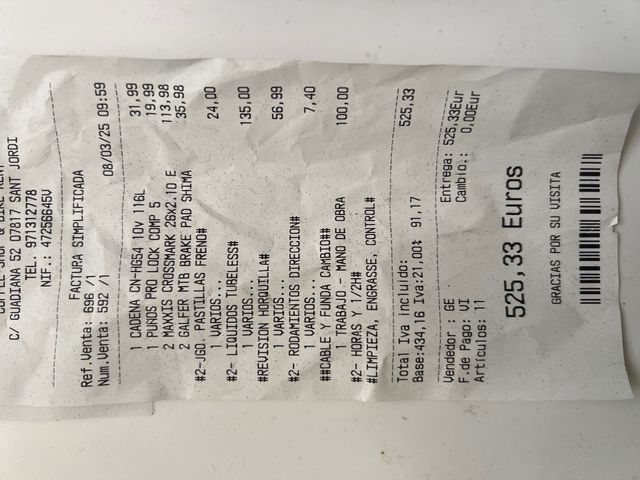 C/ GUADIANA 52 07817 SANT JORDI
TEL. 971312778
NIF.: 47256645V
FACTURA SIMPLIFICADA
Ref.Venta: 696 /1
Num.Venta: 592 /1 08/03/25 09:59
1 CADENA CN-HG54 10v 116L 31,99
1 PUÑOS PRO LOCK COMP 5 19,99
2 MAXXIS CROSSMARK 26x2.10 E 113,98
2 GALFER MTB BRAKE PAD SHIMA 35,98
#2-JGO. PASTILLAS FRENO#
1 VARIOS... 24,00
#2- LIQUIDOS TUBELESS#
1 VARIOS... 135,00
#REVISION HORQUILLA#
1 VARIOS... 56,99
#2- RODAMIENTOS DIRECCION#
1 VARIOS... 7,40
##CABLE Y FUNDA CAMBIO##
1 TRABAJO - MANO DE OBRA 100,00
#2- HORAS Y 1/2H#
#LIMPIEZA, ENGRASSE, CONTROL#
Total Iva Incluido: 525,33
Base:434,16 Iva:21,00% 91,17
Vendedor : GE Entrega: 525,33Eur
F.de Pago: VI Cambio.: 0,00Eur
Articulos: 11
525,33 Euros
GRACIAS POR SU VISITA